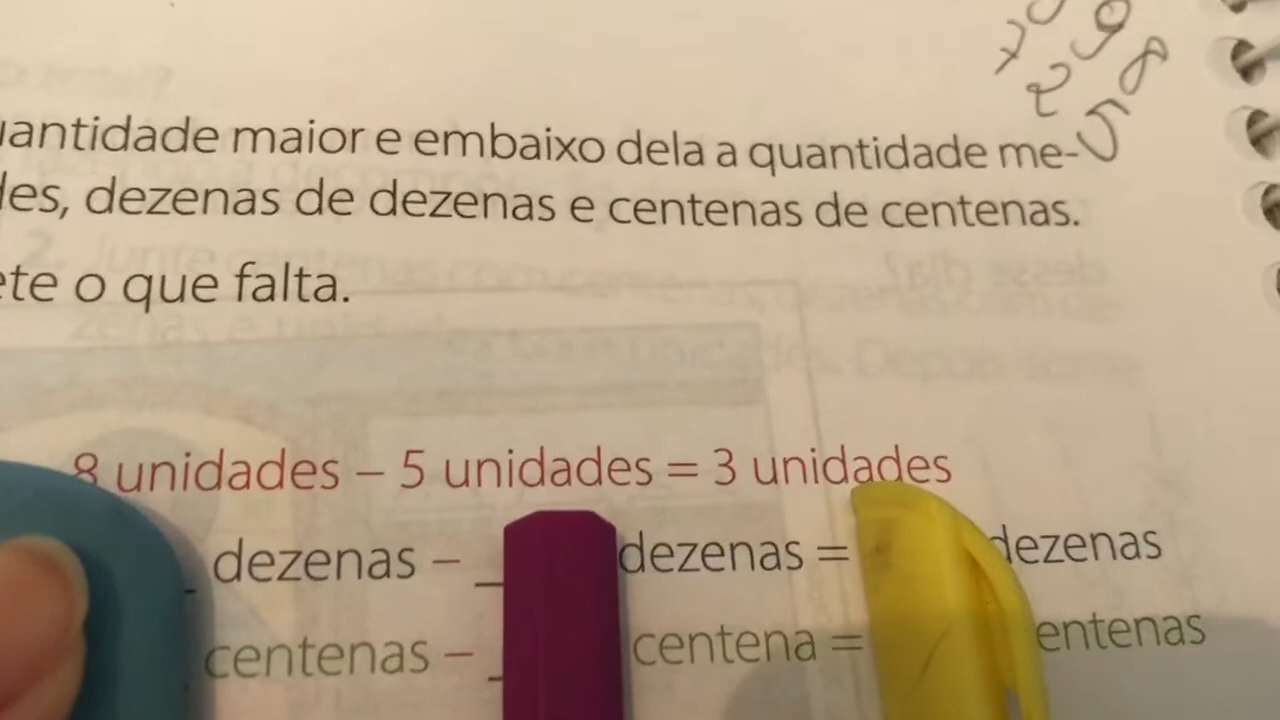 7 0
2 9
5 8
uantidade maior e embaixo dela a quantidade me-
des, dezenas de dezenas e centenas de centenas.
ete o que falta.
8 unidades – 5 unidades = 3 unidades
_ dezenas – _ dezenas = dezenas
centenas – _ centena = entenas